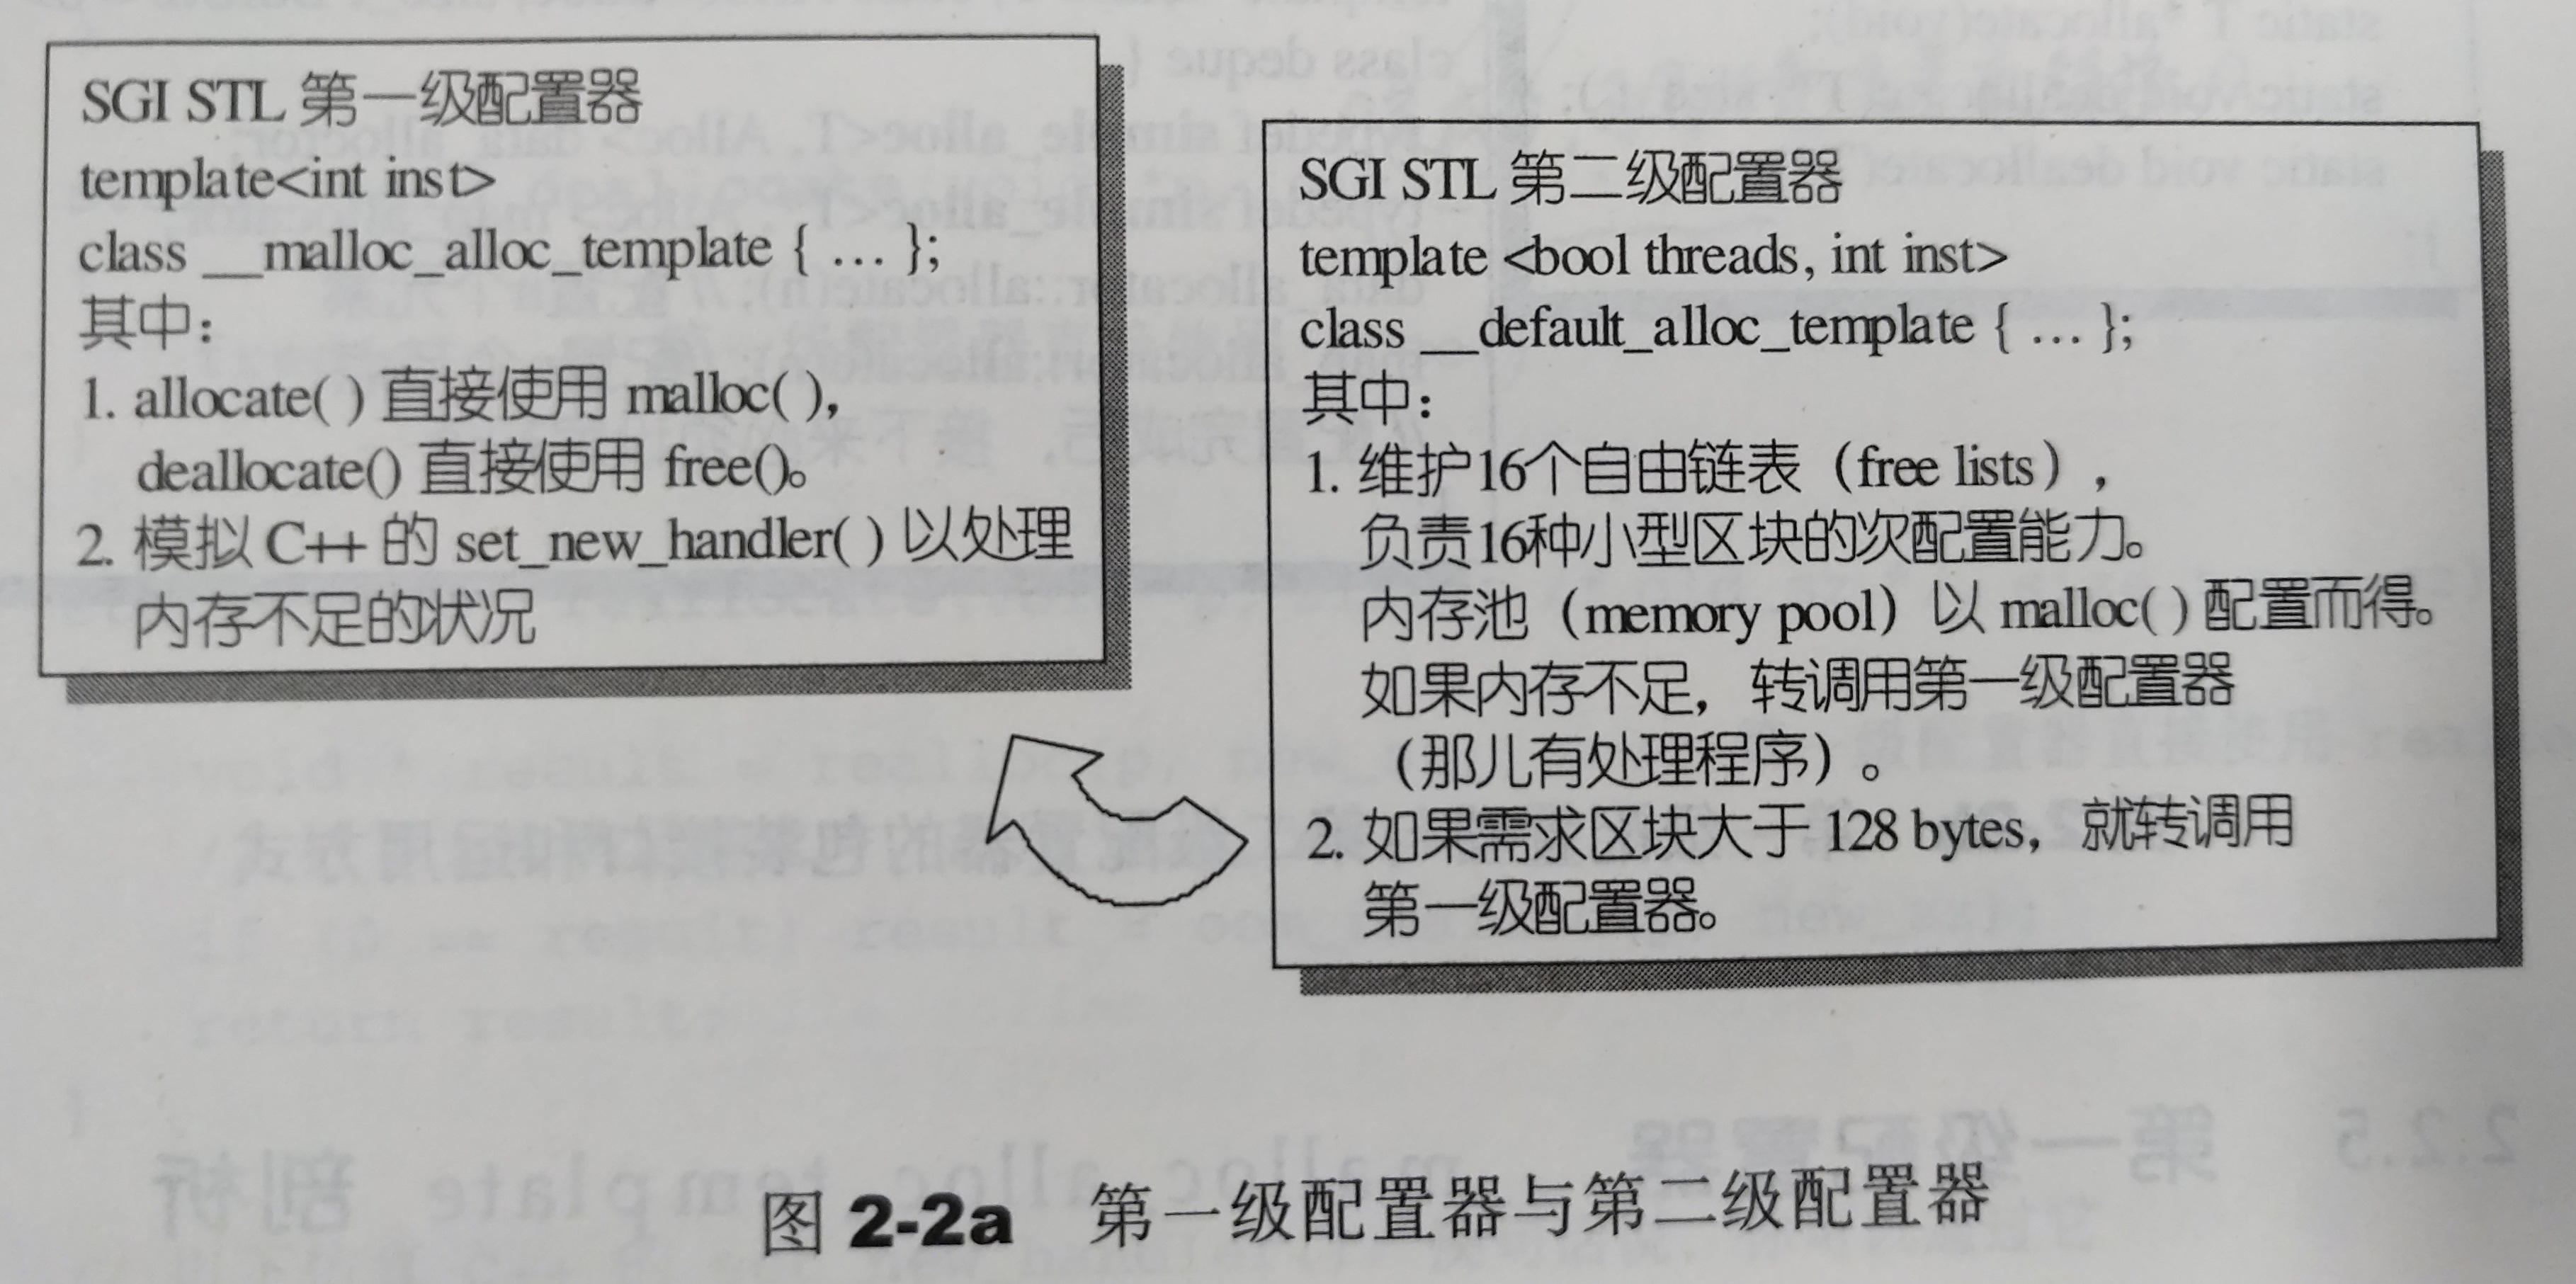 SGI STL 第一级配置器
template<int inst>
class __malloc_alloc_template { … };
其中：
1. allocate( ) 直接使用 malloc( ),
deallocate() 直接使用 free()。
2. 模拟 C++ 的 set_new_handler( ) 以处理
内存不足的状况
SGI STL 第二级配置器
template <bool threads, int inst>
class __default_alloc_template { … };
其中：
1. 维护16个自由链表（free lists），
负责16种小型区块的次配置能力。
内存池（memory pool）以 malloc( ) 配置而得。
如果内存不足，转调用第一级配置器
（那儿有处理程序）。
2. 如果需求区块大于 128 bytes，就转调用
第一级配置器。
图 2-2a 第一级配置器与第二级配置器